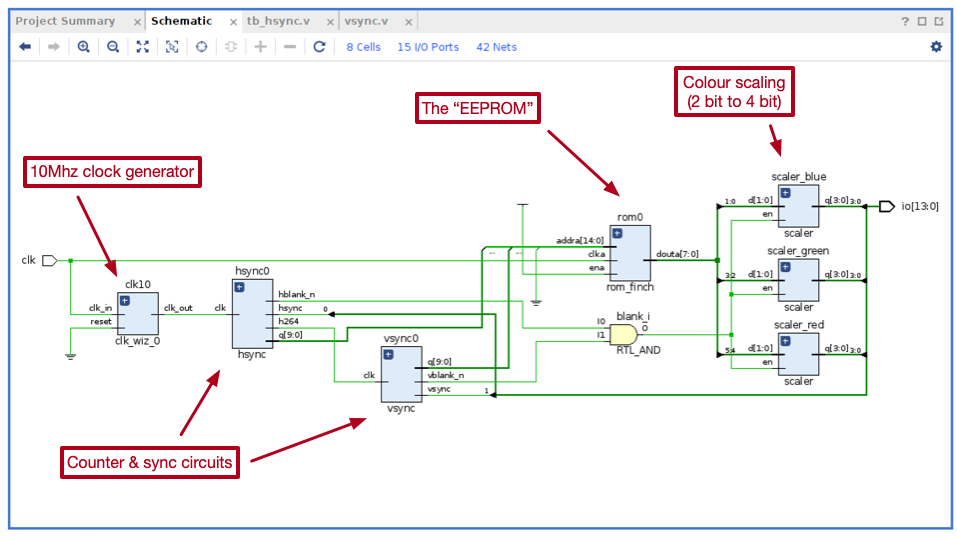 Project Summary × Schematic × tb_hsync.v × vsync.v ×
?
8 Cells 15 I/O Ports 42 Nets
Colour scaling
(2 bit to 4 bit)
The “EEPROM”
10Mhz clock generator
scaler_blue
1:0 d[1:0] q[3:0] 3:0
en
scaler
io[13:0]
rom0
addra[14:0]
clka
ena
douta[7:0]
rom_finch
scaler_green
3:2 d[1:0] q[3:0] 3:0
en
scaler
clk
hsync0
clk10
clk_in clk_out
reset
clk_wiz_0
clk
hblank_n
hsync 0
h264
q[9:0]
hsync
blank_i
I0
I1
O
RTL_AND
scaler_red
5:4 d[1:0] q[3:0] 3:0
en
scaler
vsync0
clk
q[9:0]
vblank_n
vsync 1
vsync
Counter & sync circuits